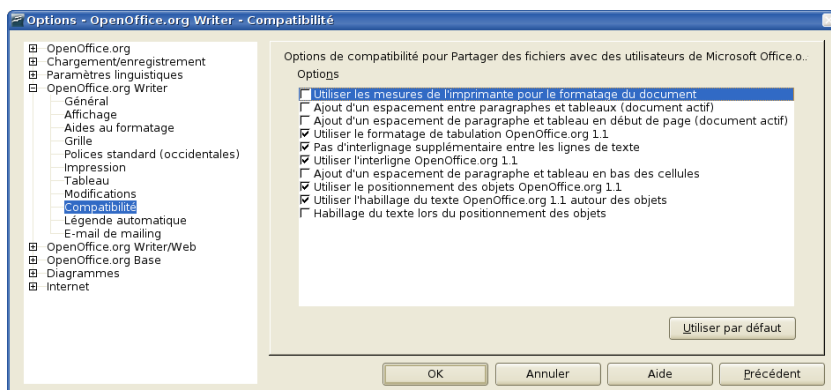 Options - OpenOffice.org Writer - Compatibilité
OpenOffice.org
Chargement/enregistrement
Paramètres linguistiques
OpenOffice.org Writer
Général
Affichage
Aides au formatage
Grille
Polices standard (occidentales)
Impression
Tableau
Modifications
Compatibilité
Légende automatique
E-mail de mailing
OpenOffice.org Writer/Web
OpenOffice.org Base
Diagrammes
Internet
Options de compatibilité pour Partager des fichiers avec des utilisateurs de Microsoft Office.o..
Options
Utiliser les mesures de l'imprimante pour le formatage du document
Ajout d'un espacement entre paragraphes et tableaux (document actif)
Ajout d'un espacement de paragraphe et tableau en début de page (document actif)
Utiliser le formatage de tabulation OpenOffice.org 1.1
Pas d'interlignage supplémentaire entre les lignes de texte
Utiliser l'interligne OpenOffice.org 1.1
Ajout d'un espacement de paragraphe et tableau en bas des cellules
Utiliser le positionnement des objets OpenOffice.org 1.1
Utiliser l'habillage du texte OpenOffice.org 1.1 autour des objets
Habillage du texte lors du positionnement des objets
Utiliser par défaut
OK
Annuler
Aide
Précédent